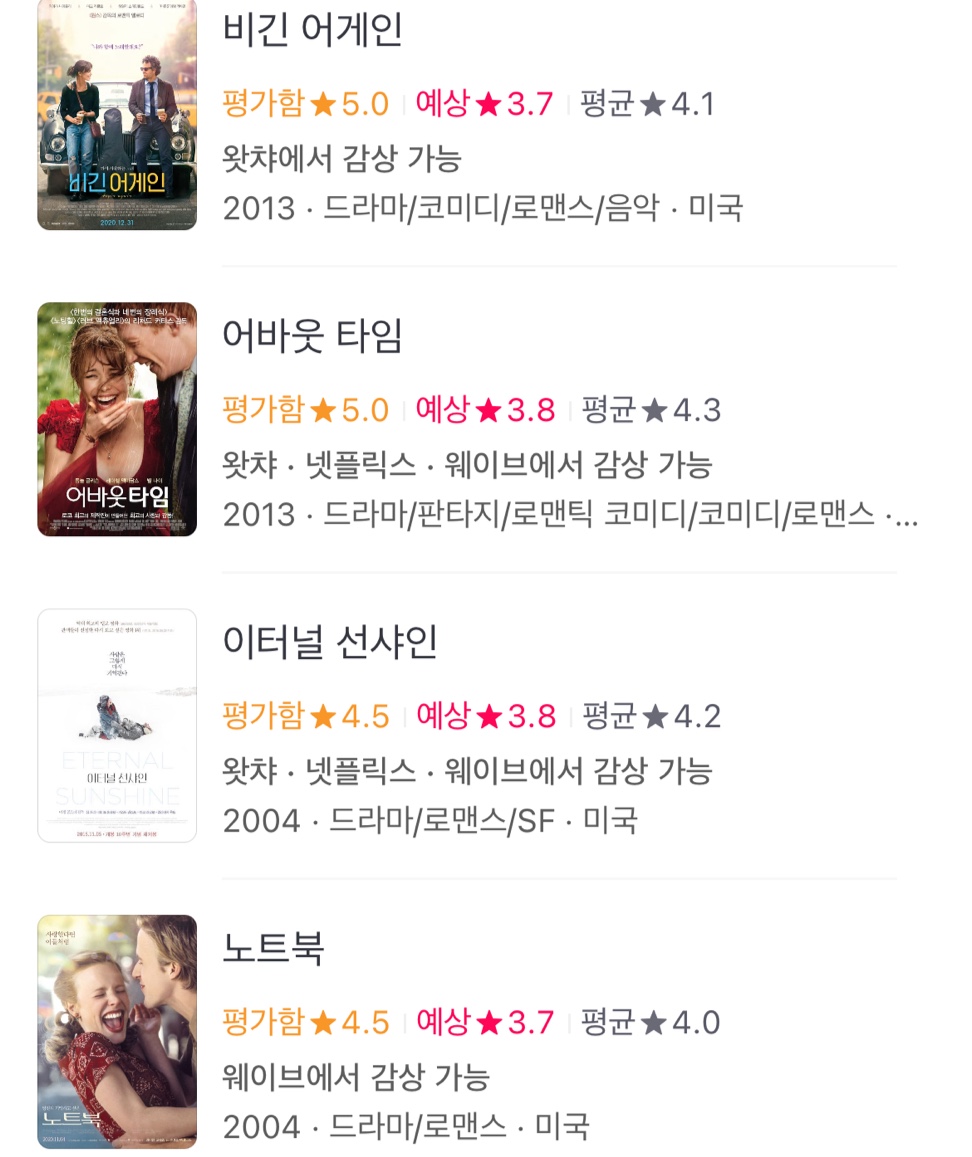 비긴 어게인
비긴 어게인
2020.12.31
평가함 ★ 5.0 | 예상 ★ 3.7 | 평균 ★ 4.1
왓챠에서 감상 가능
2013 · 드라마/코미디/로맨스/음악 · 미국
어바웃 타임
어바웃타임
평가함 ★ 5.0 | 예상 ★ 3.8 | 평균 ★ 4.3
왓챠 · 넷플릭스 · 웨이브에서 감상 가능
2013 · 드라마/판타지/로맨틱 코미디/코미디/로맨스 ·...
이터널 선샤인
ETERNAL
이터널 선샤인
SUNSHINE
평가함 ★ 4.5 | 예상 ★ 3.8 | 평균 ★ 4.2
왓챠 · 넷플릭스 · 웨이브에서 감상 가능
2004 · 드라마/로맨스/SF · 미국
노트북
노트북
평가함 ★ 4.5 | 예상 ★ 3.7 | 평균 ★ 4.0
웨이브에서 감상 가능
2004 · 드라마/로맨스 · 미국